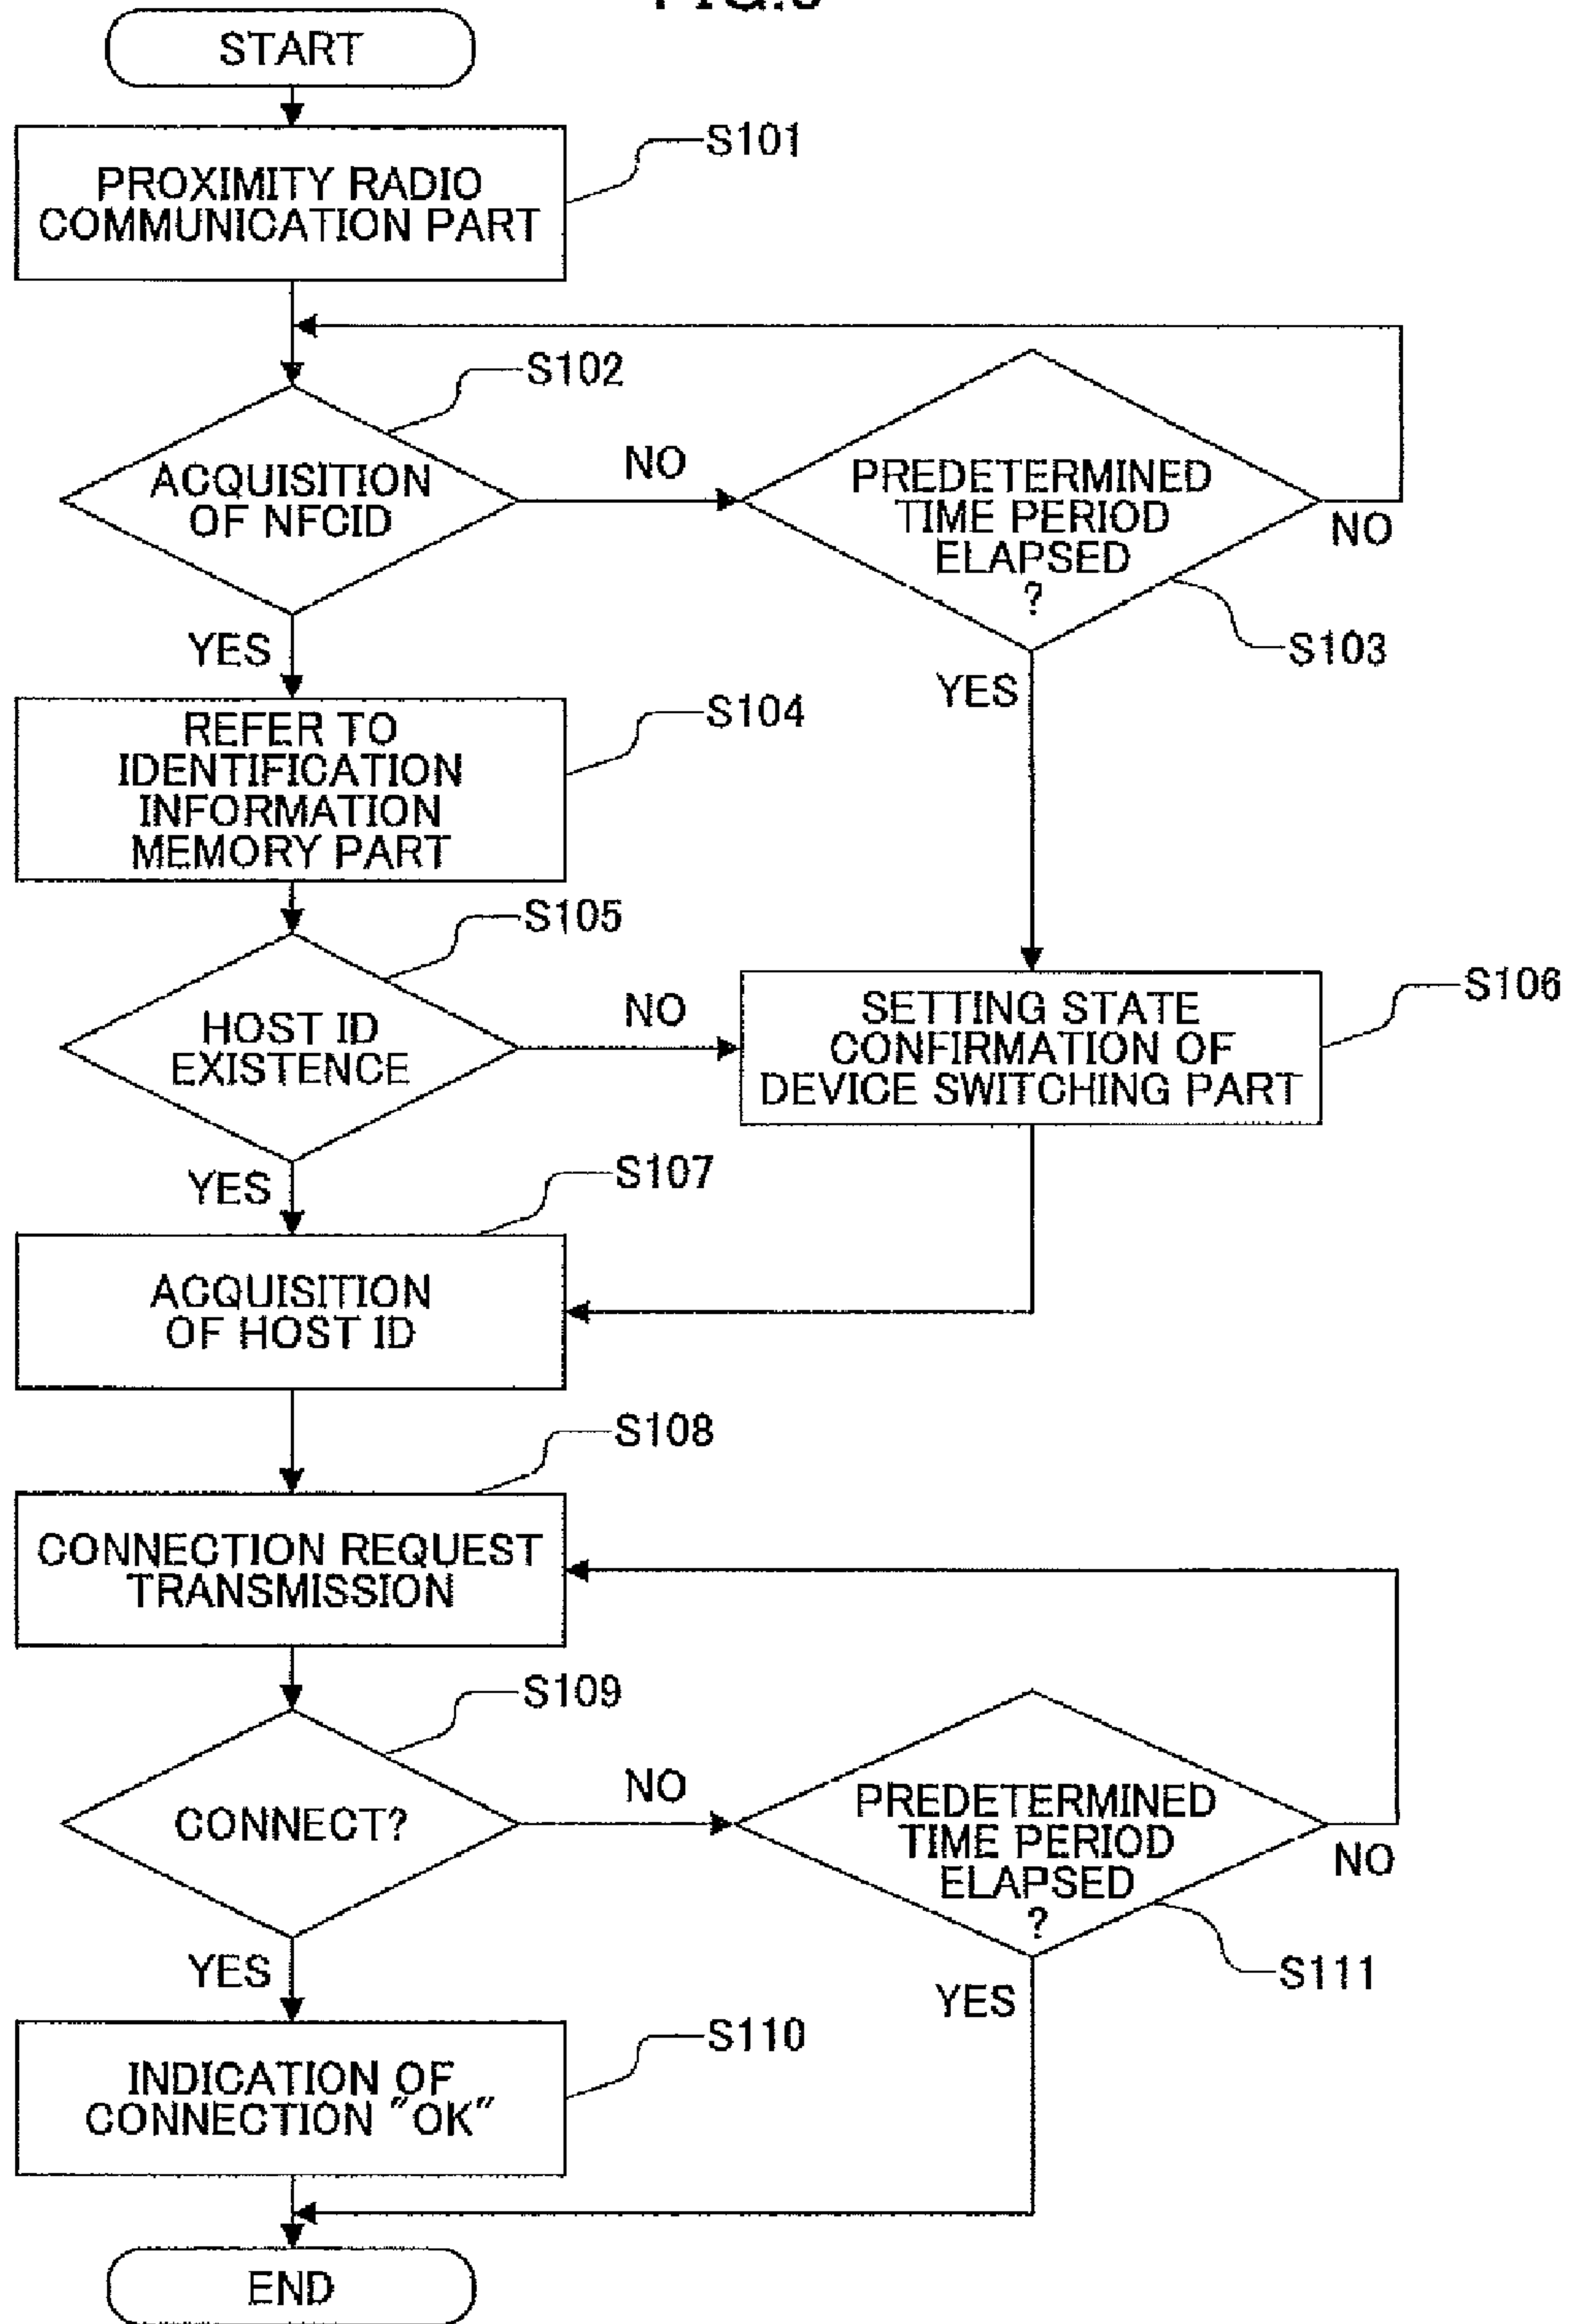 START
S101
PROXIMITY RADIO
COMMUNICATION PART
S102
ACQUISITION
OF NFCID
NO
PREDETERMINED
TIME PERIOD
ELAPSED
?
NO
S103
YES
YES
S104
REFER TO
IDENTIFICATION
INFORMATION
MEMORY PART
S105
HOST ID
EXISTENCE
NO
S106
SETTING STATE
CONFIRMATION OF
DEVICE SWITCHING PART
YES
S107
ACQUISITION
OF HOST ID
S108
CONNECTION REQUEST
TRANSMISSION
S109
CONNECT?
NO
PREDETERMINED
TIME PERIOD
ELAPSED
?
NO
S111
YES
YES
S110
INDICATION OF
CONNECTION "OK"
END